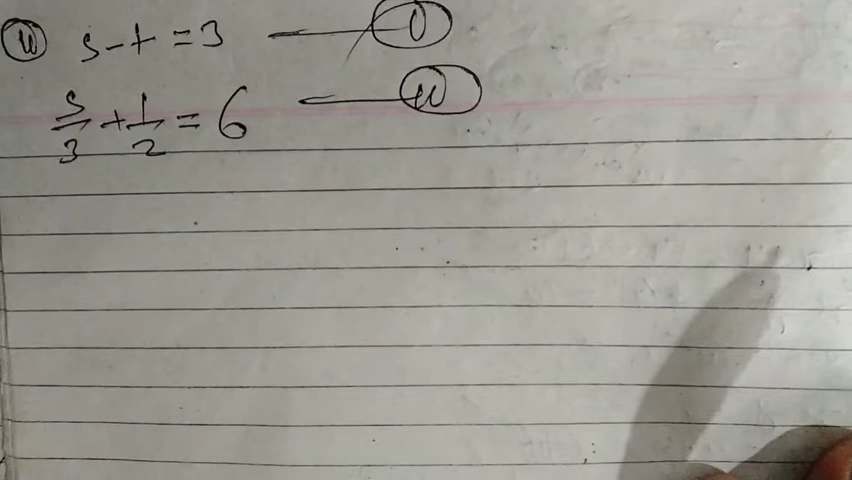 (ii) s-t=3 (i)
s/3+t/2=6 (ii)